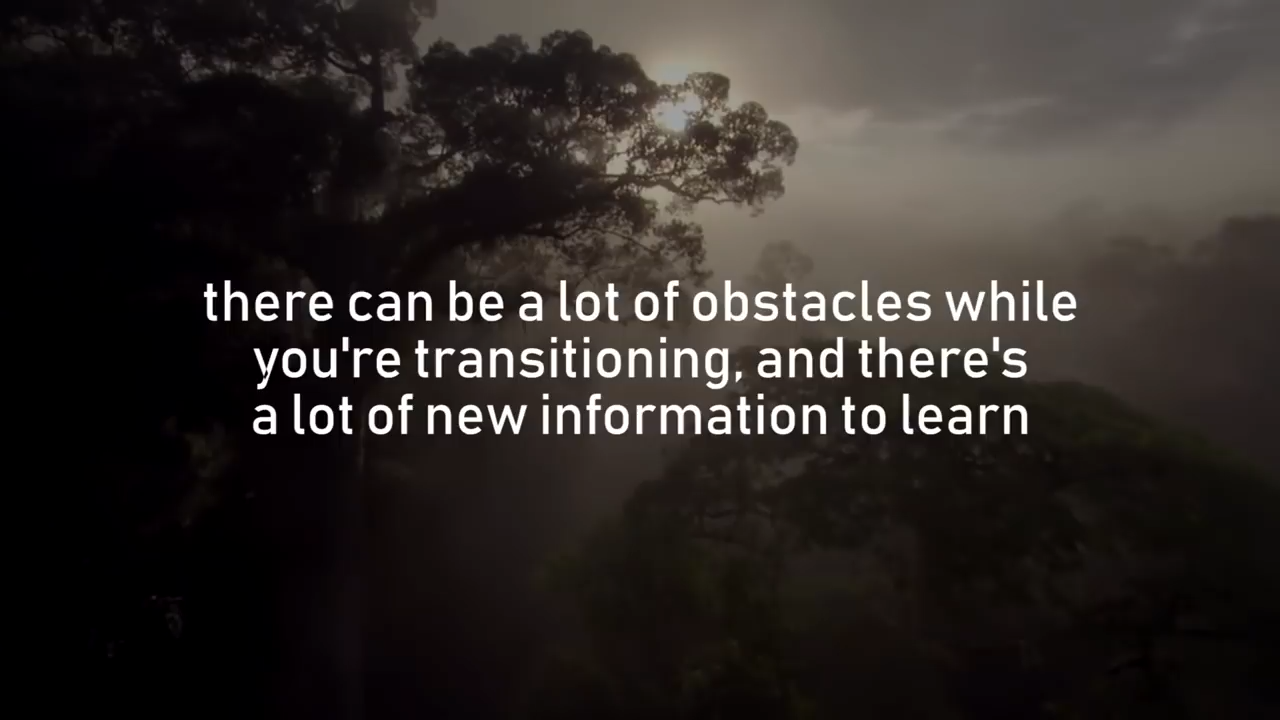 there can be a lot of obstacles while
you're transitioning, and there's
a lot of new information to learn